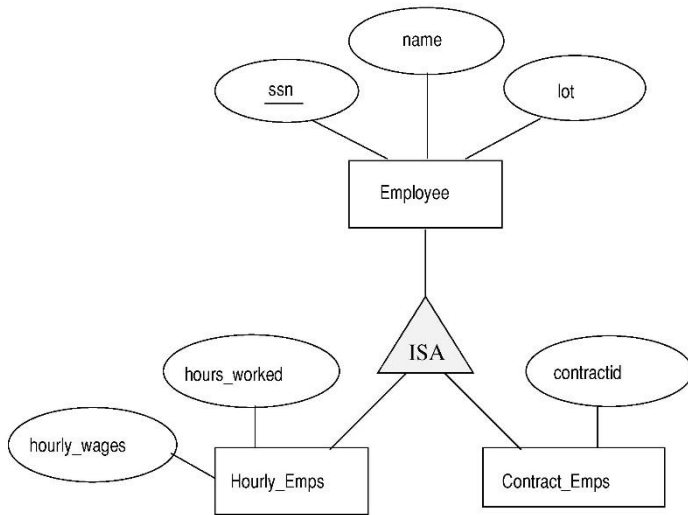 name
ssn
lot
Employee
ISA
hours_worked
contractid
hourly_wages
Hourly_Emps
Contract_Emps